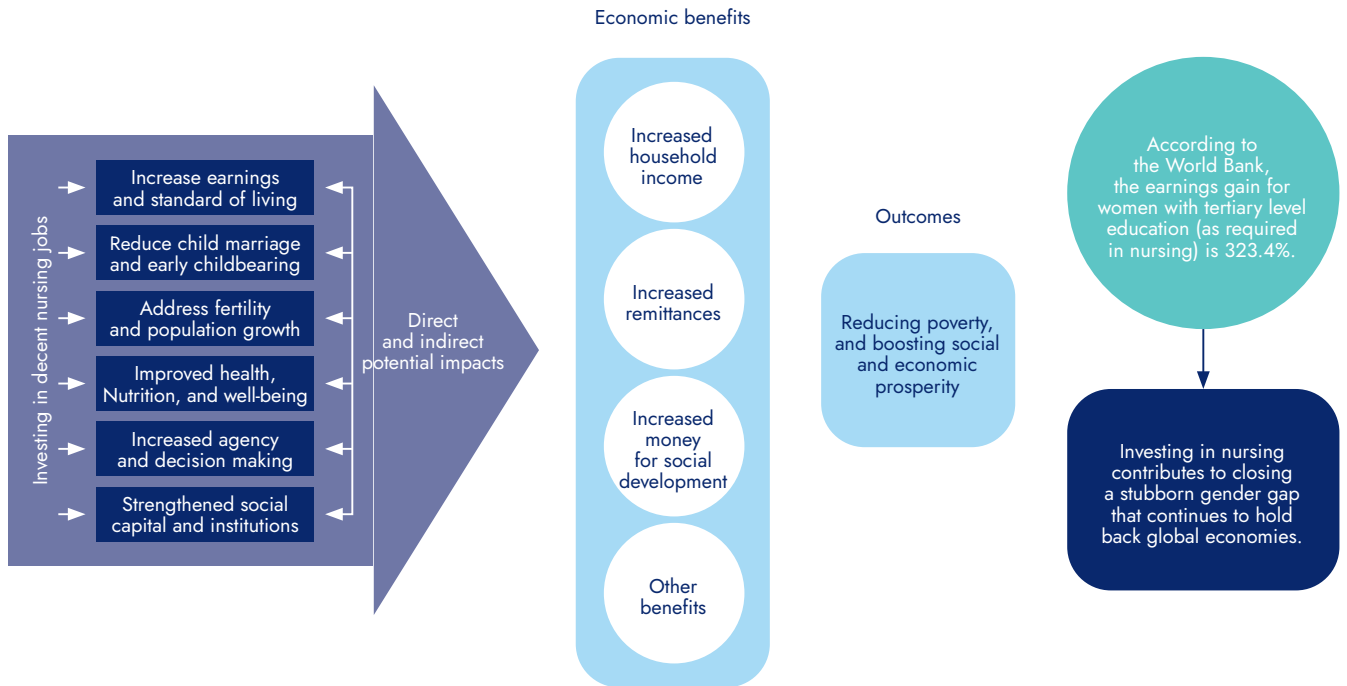 Investing in decent nursing jobs
Increase earnings
and standard of living
Reduce child marriage
and early childbearing
Address fertility
and population growth
Improved health,
Nutrition, and well-being
Increased agency
and decision making
Strengthened social
capital and institutions
Direct
and indirect
potential impacts
Economic benefits
Increased
household
income
Increased
remittances
Increased
money
for social
development
Other
benefits
Outcomes
Reducing poverty,
and boosting social
and economic
prosperity
According to
the World Bank,
the earnings gain for
women with tertiary level
education (as required
in nursing) is 323.4%.
Investing in nursing
contributes to closing
a stubborn gender gap
that continues to hold
back global economies.